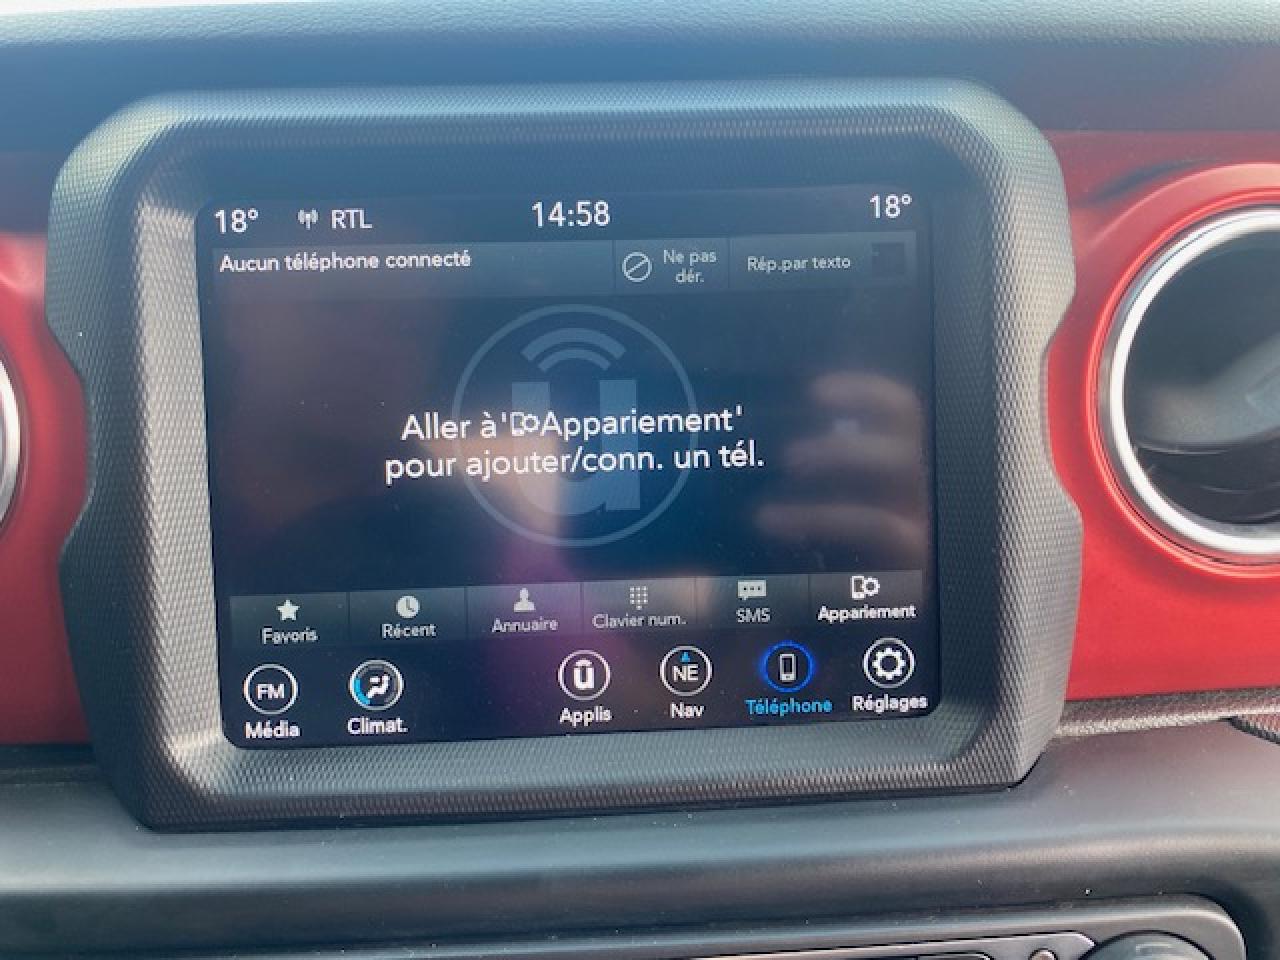 18° RTL 14:58 18°
Aucun téléphone connecté
Ne pas
dér.
Rép.par texto
Aller à'Appariement'
pour ajouter/conn. un tél.
Favoris Récent Annuaire Clavier num. SMS Appariement
FM NE
Média Climat. Applis Nav Téléphone Réglages